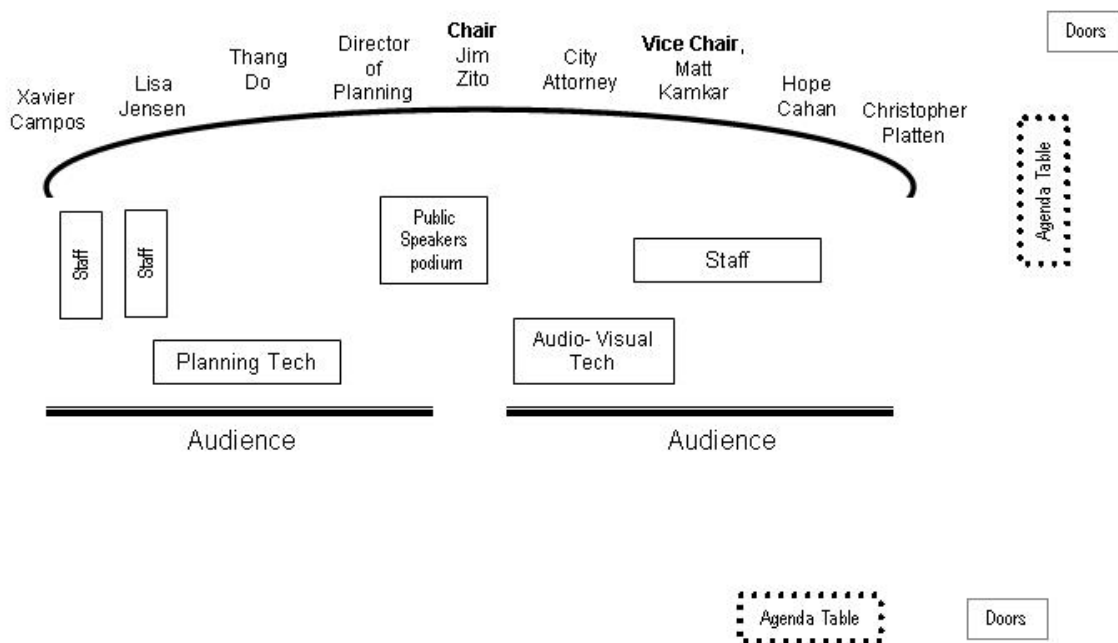 Xavier
Campos
Lisa
Jensen
Thang
Do
Director
of
Planning
Chair
Jim
Zito
City
Attorney
Vice Chair,
Matt
Kamkar
Hope
Cahan
Christopher
Platten
Doors
Agenda Table
Staff
Staff
Public
Speakers
podium
Staff
Planning Tech
Audio- Visual
Tech
Audience
Audience
Agenda Table
Doors